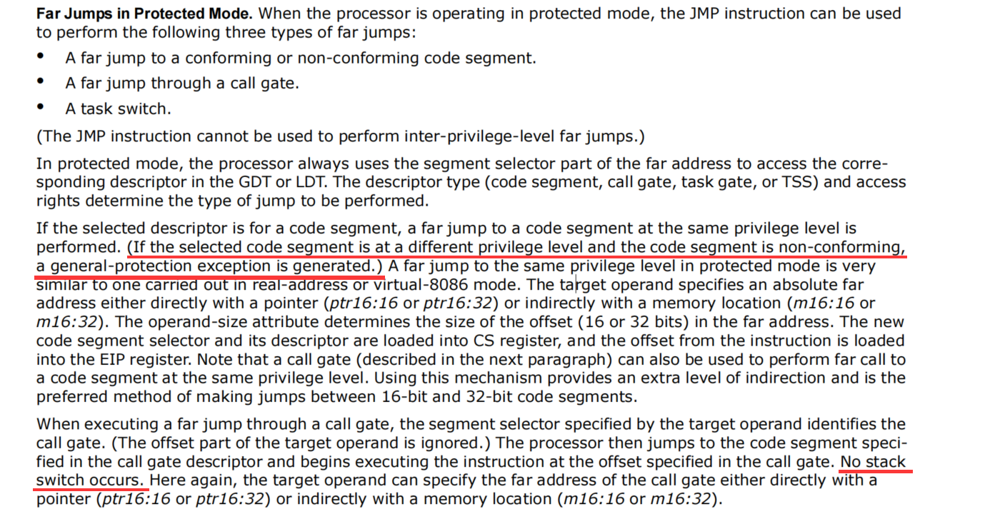 Far Jumps in Protected Mode. When the processor is operating in protected mode, the JMP instruction can be used
to perform the following three types of far jumps:
• A far jump to a conforming or non-conforming code segment.
• A far jump through a call gate.
• A task switch.
(The JMP instruction cannot be used to perform inter-privilege-level far jumps.)
In protected mode, the processor always uses the segment selector part of the far address to access the corre-
sponding descriptor in the GDT or LDT. The descriptor type (code segment, call gate, task gate, or TSS) and access
rights determine the type of jump to be performed.
If the selected descriptor is for a code segment, a far jump to a code segment at the same privilege level is
performed. (If the selected code segment is at a different privilege level and the code segment is non-conforming,
a general-protection exception is generated.) A far jump to the same privilege level in protected mode is very
similar to one carried out in real-address or virtual-8086 mode. The target operand specifies an absolute far
address either directly with a pointer (ptr16:16 or ptr16:32) or indirectly with a memory location (m16:16 or
m16:32). The operand-size attribute determines the size of the offset (16 or 32 bits) in the far address. The new
code segment selector and its descriptor are loaded into CS register, and the offset from the instruction is loaded
into the EIP register. Note that a call gate (described in the next paragraph) can also be used to perform far call to
a code segment at the same privilege level. Using this mechanism provides an extra level of indirection and is the
preferred method of making jumps between 16-bit and 32-bit code segments.
When executing a far jump through a call gate, the segment selector specified by the target operand identifies the
call gate. (The offset part of the target operand is ignored.) The processor then jumps to the code segment speci-
fied in the call gate descriptor and begins executing the instruction at the offset specified in the call gate. No stack
switch occurs. Here again, the target operand can specify the far address of the call gate either directly with a
pointer (ptr16:16 or ptr16:32) or indirectly with a memory location (m16:16 or m16:32).